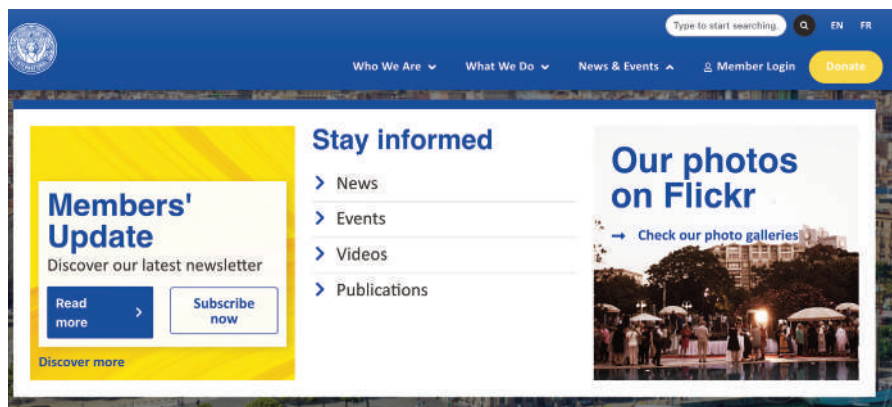 Type to start searching.
EN FR
Who We Are
What We Do
News & Events
Member Login
Donate
Members'
Update
Discover our latest newsletter
Read
more
Subscribe
now
Discover more
Stay informed
News
Events
Videos
Publications
Our photos
on Flickr
→ Check our photo galleries